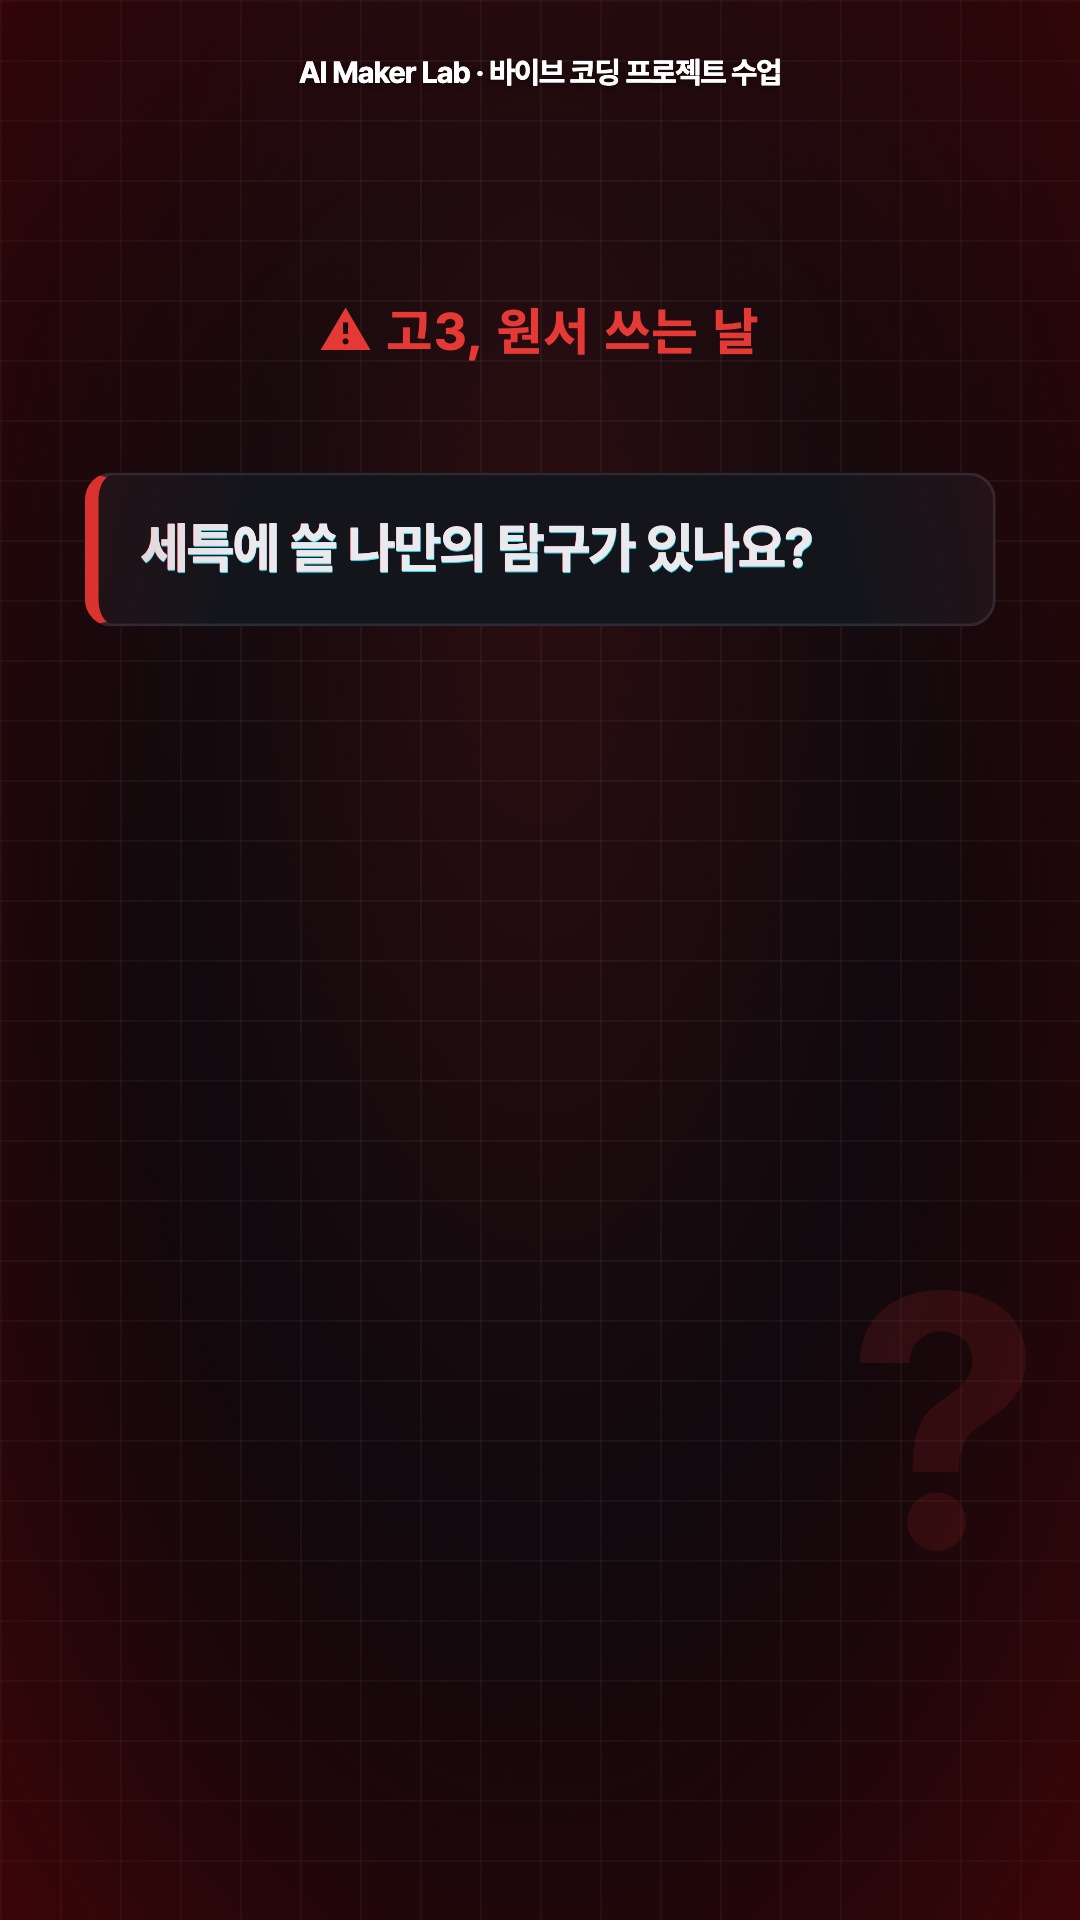 AI Maker Lab · 바이브 코딩 프로젝트 수업
고3, 원서 쓰는 날
세특에 쓸 나만의 탐구가 있나요?
?